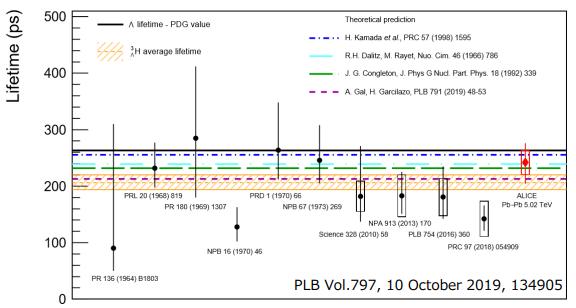 Lifetime (ps)
500
400
300
200
100
0
Λ lifetime - PDG value
³ΛH average lifetime
Theoretical prediction
H. Kamada et al., PRC 57 (1998) 1595
R.H. Dalitz, M. Rayet, Nuo. Cim. 46 (1966) 786
J. G. Congleton, J. Phys G Nucl. Part. Phys. 18 (1992) 339
A. Gal, H. Garcilazo, PLB 791 (2019) 48-53
PR 136 (1964) B1803
PRL 20 (1968) 819
PR 180 (1969) 1307
NPB 16 (1970) 46
PRD 1 (1970) 66
NPB 67 (1973) 269
Science 328 (2010) 58
NPA 913 (2013) 170
PLB 754 (2016) 360
PRC 97 (2018) 054909
ALICE
Pb-Pb 5.02 TeV
PLB Vol.797, 10 October 2019, 134905